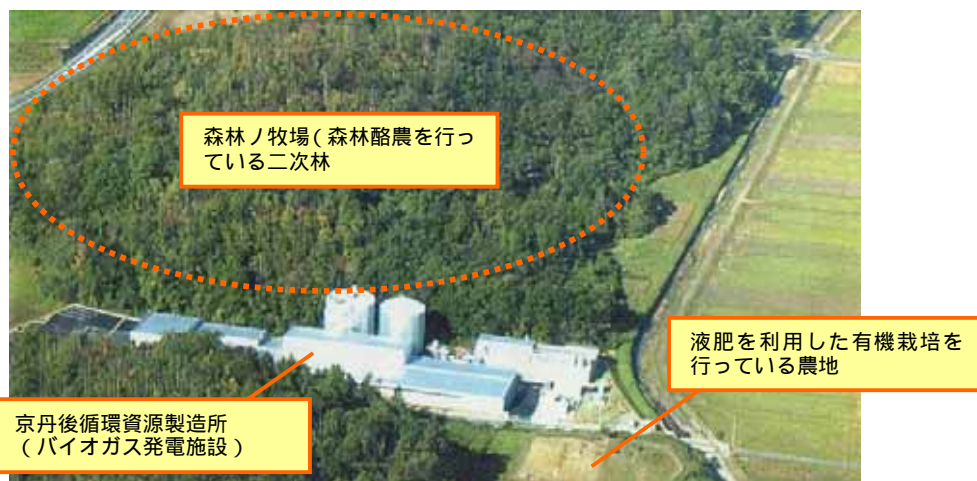 森林ノ牧場(森林酪農を行っ
ている二次林
液肥を利用した有機栽培を
行っている農地
京丹後循環資源製造所
(バイオガス発電施設)